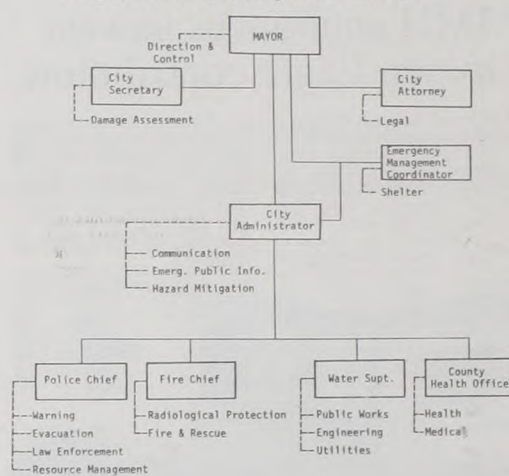 MAYOR
Direction &
Control
City
Secretary
Damage Assessment
City
Attorney
Legal
Emergency
Management
Coordinator
Shelter
City
Administrator
Communication
Emerg. Public Info.
Hazard Mitigation
Police Chief
Warning
Evacuation
Law Enforcement
Resource Management
Fire Chief
Radiological Protection
Fire & Rescue
Water Supt.
Public Works
Engineering
Utilities
County
Health Office
Health
Medical